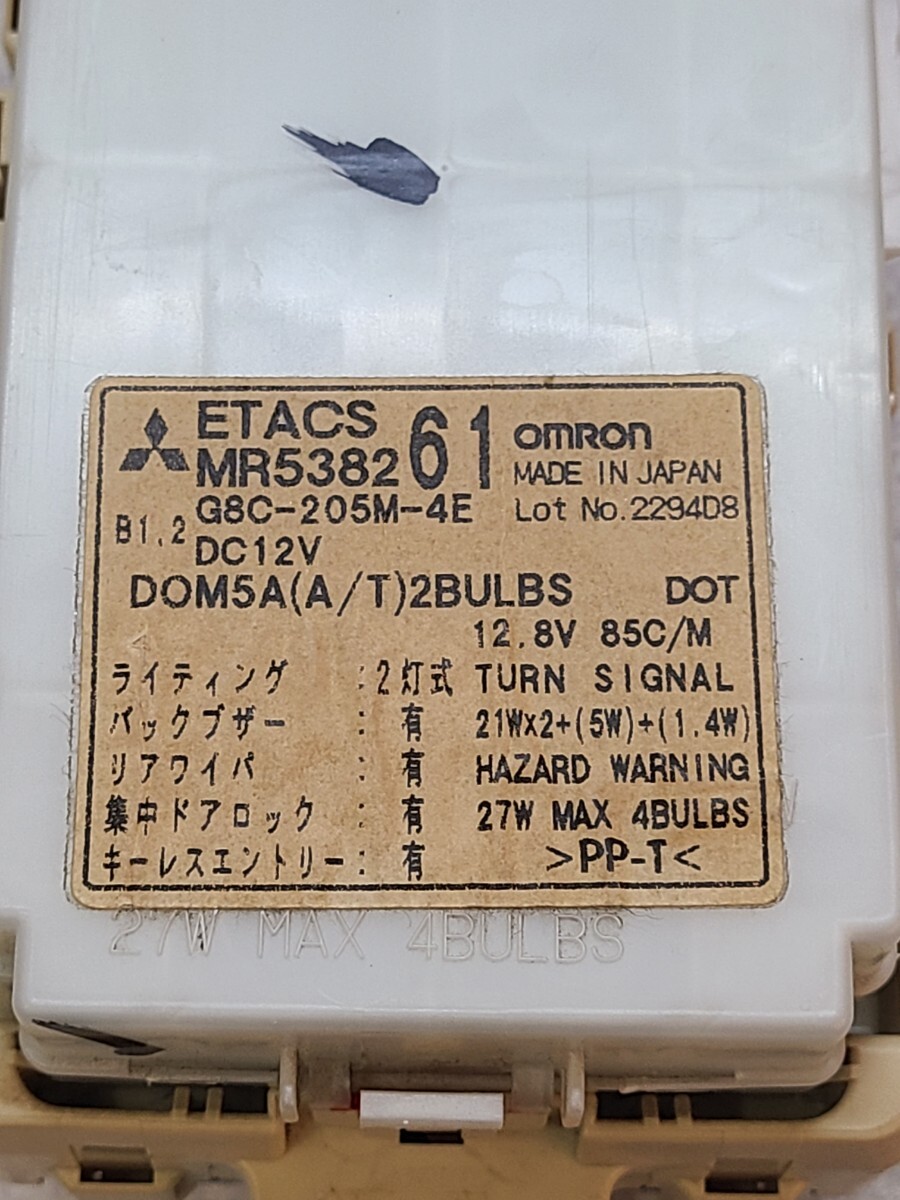 ETACS
MR538261
omron
MADE IN JAPAN
G8C-205M-4E
Lot No.2294D8
B1,2
DC12V
DOM5A(A/T)2BULBS DOT
12.8V 85C/M
ライティング :2灯式 TURN SIGNAL
バックブザー : 有 21W×2+(5W)+(1.4W)
リアワイパ : 有 HAZARD WARNING
集中ドアロック : 有 27W MAX 4BULBS
キーレスエントリー: 有 >PP-T<
27W MAX 4BULBS